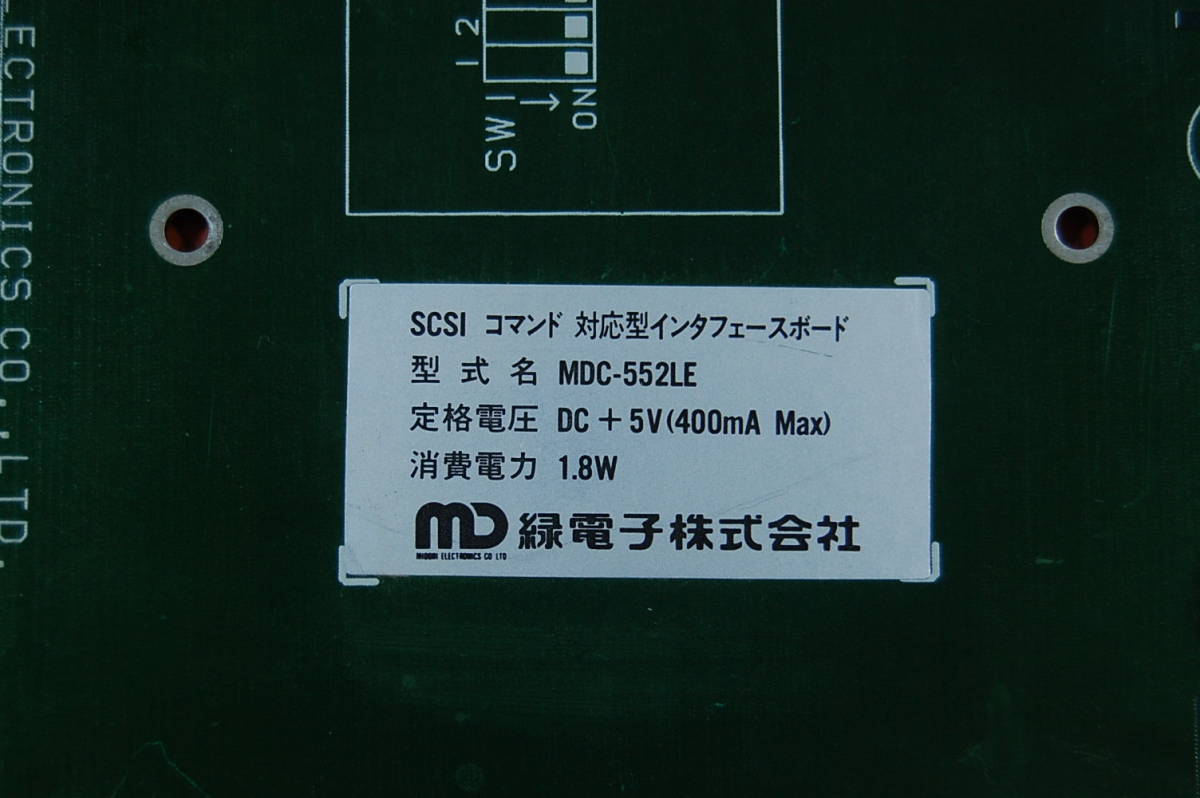 ECTRONICS CO.,LTD.
1 2
SW1
→
ON
SCSI コマンド 対応型インタフェースボード
型 式 名 MDC-552LE
定格電圧 DC + 5V(400mA Max)
消費電力 1.8W
MD 緑電子株式会社
MIDORI ELECTRONICS CO LTD